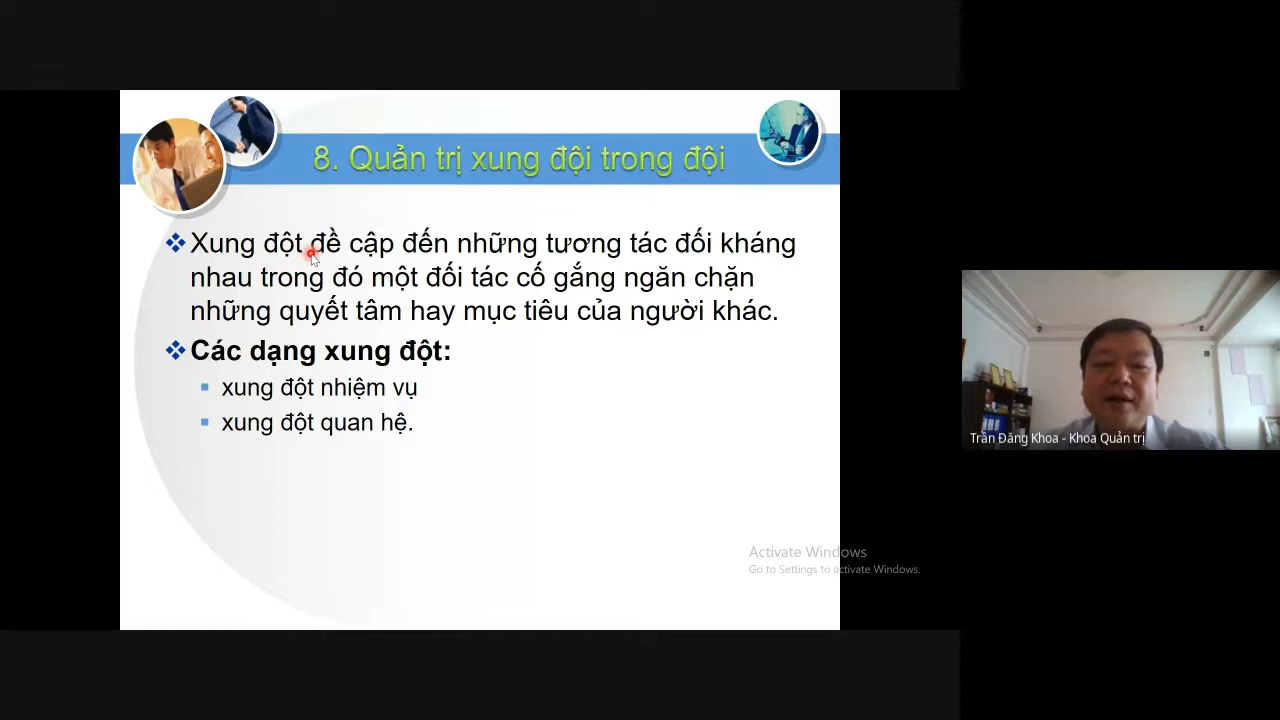 8. Quản trị xung đội trong đội
Xung đột đề cập đến những tương tác đối kháng
nhau trong đó một đối tác cố gắng ngăn chặn
những quyết tâm hay mục tiêu của người khác.
Các dạng xung đột:
xung đột nhiệm vụ
xung đột quan hệ.
Trần Đăng Khoa - Khoa Quản trị
Activate Windows
Go to Settings to activate Windows.